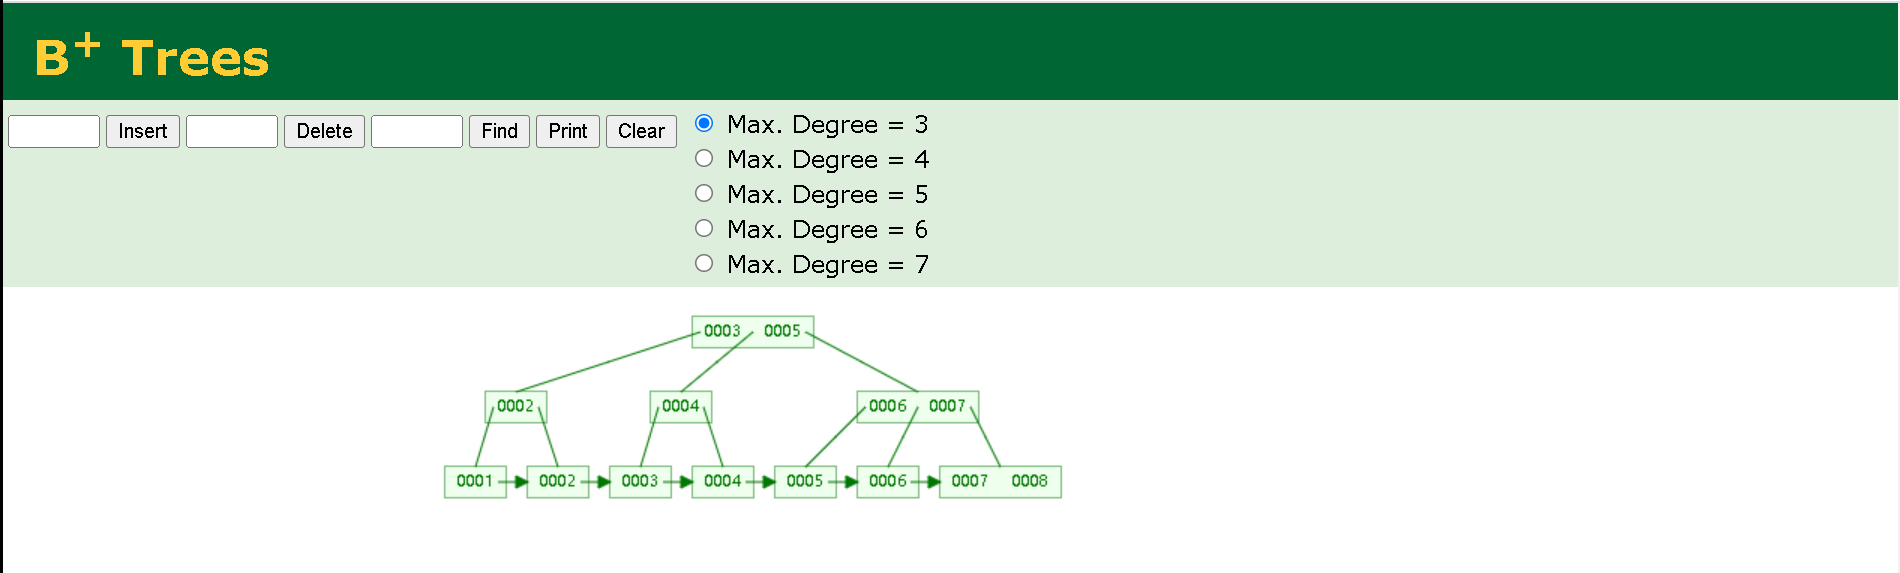 B+ Trees
Insert Delete Find Print Clear
Max. Degree = 3
Max. Degree = 4
Max. Degree = 5
Max. Degree = 6
Max. Degree = 7
0003 0005
0002 0004 0006 0007
0001 0002 0003 0004 0005 0006 0007 0008